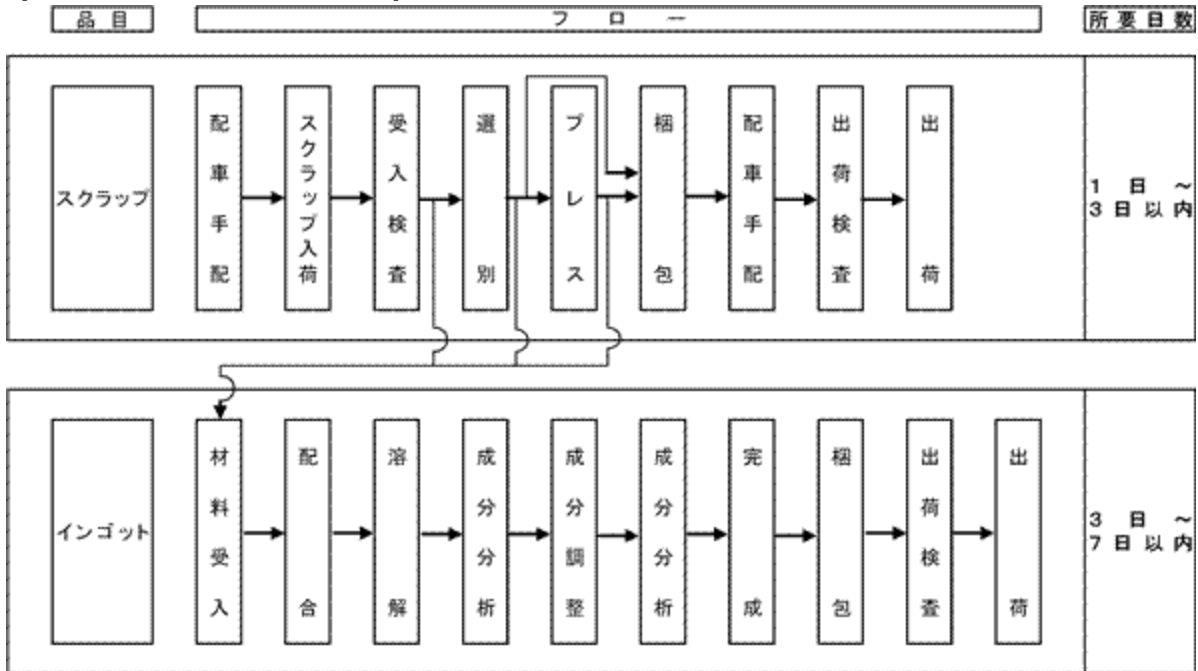 品目
フロー
所要日数
スクラップ
配車手配
スクラップ入荷
受入検査
選別
プレス
梱包
配車手配
出荷検査
出荷
1日~
3日以内
インゴット
材料受入
配合
溶解
成分分析
成分調整
成分分析
完成
梱包
出荷検査
出荷
3日~
7日以内